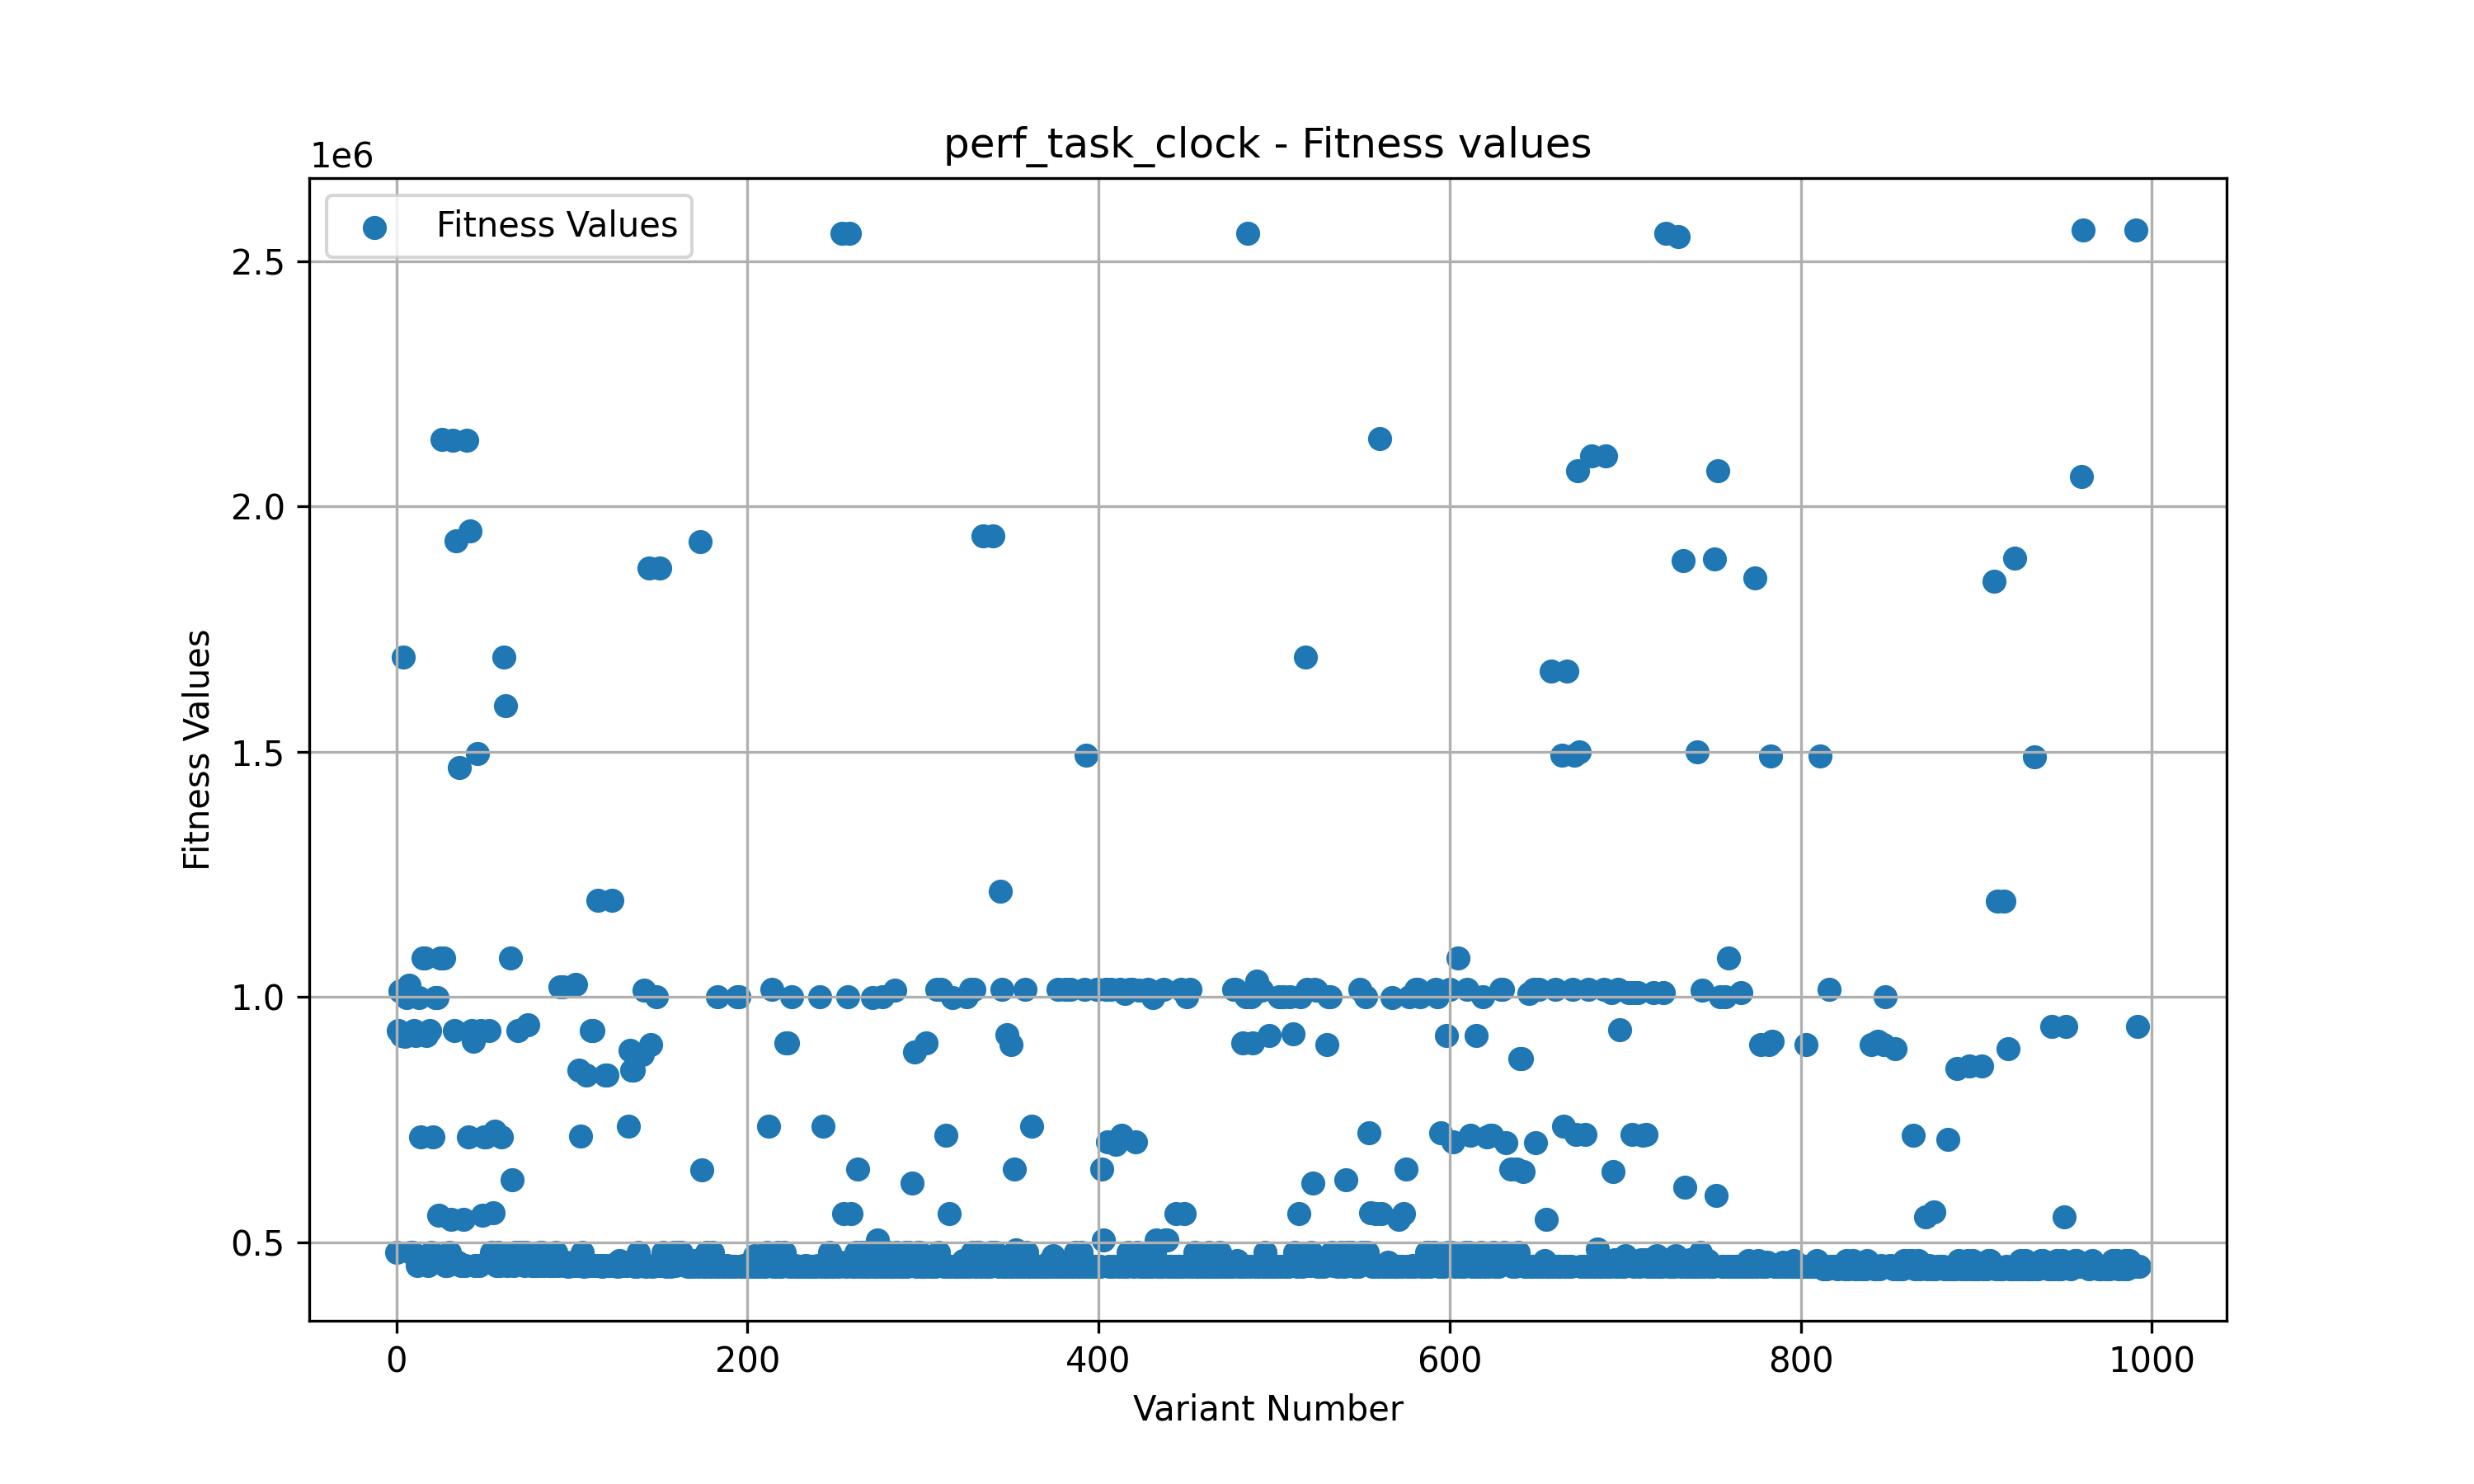 perf_task_clock - Fitness values
1e6
Fitness Values
2.5
2.0
1.5
1.0
0.5
Fitness Values
0 200 400 600 800 1000
Variant Number